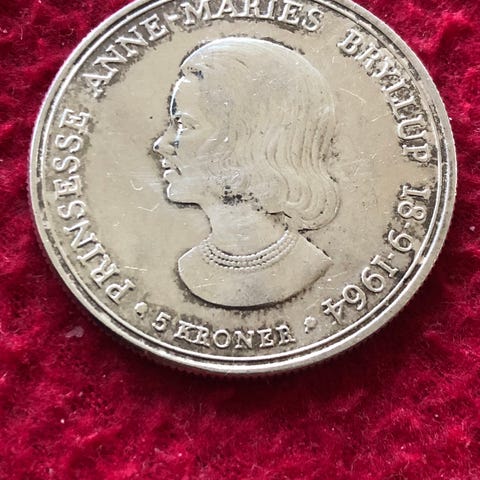 PRINSESSE ANNE-MARIES BRYLLUP 18-9-1964
5 KRONER